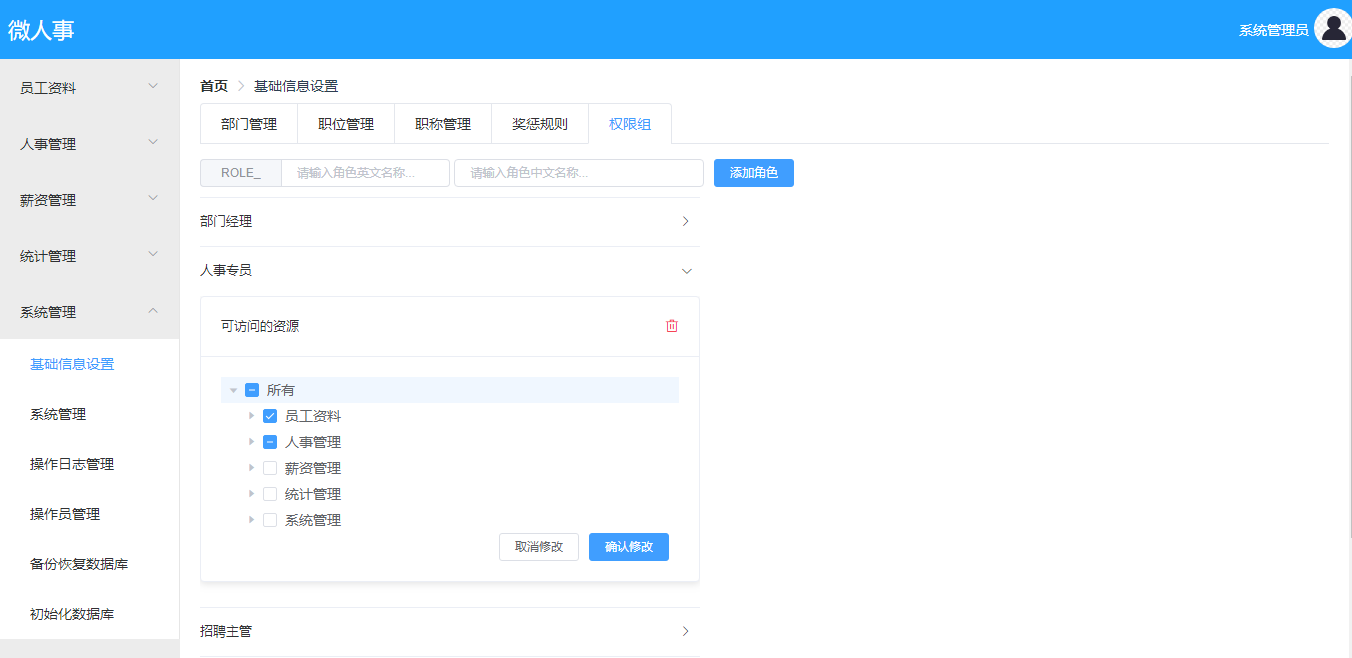 微人事
系统管理员
员工资料
人事管理
薪资管理
统计管理
系统管理
基础信息设置
系统管理
操作日志管理
操作员管理
备份恢复数据库
初始化数据库
首页 基础信息设置
部门管理 职位管理 职称管理 奖惩规则 权限组
ROLE_ 请输入角色英文名称... 请输入角色中文名称... 添加角色
部门经理
人事专员
可访问的资源
所有
员工资料
人事管理
薪资管理
统计管理
系统管理
取消修改 确认修改
招聘主管